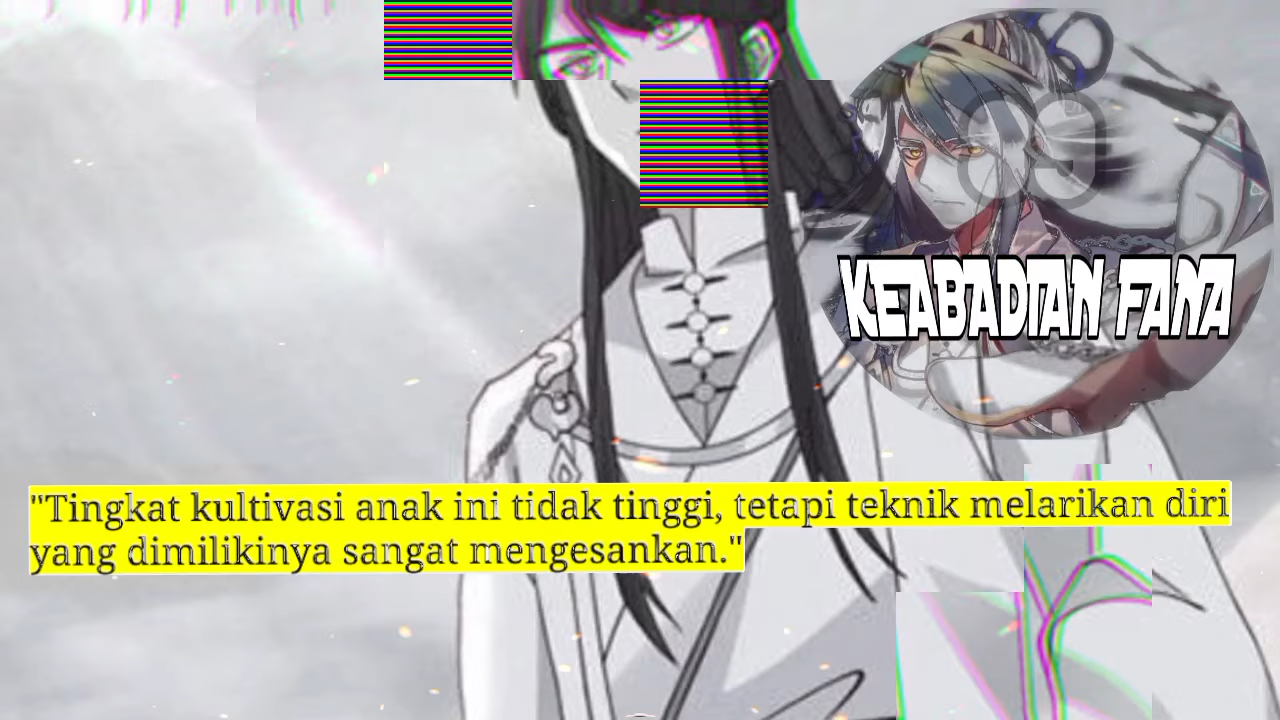 KEABADIAN FANA
"Tingkat kultivasi anak ini tidak tinggi, tetapi teknik melarikan diri
yang dimilikinya sangat mengesankan."